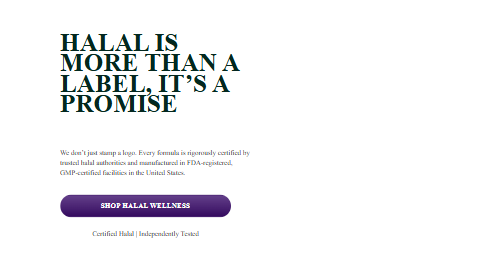 HALAL IS
MORE THAN A
LABEL, IT’S A
PROMISE
We don’t just stamp a logo. Every formula is rigorously certified by
trusted halal authorities and manufactured in FDA-registered,
GMP-certified facilities in the United States.
SHOP HALAL WELLNESS
Certified Halal | Independently Tested